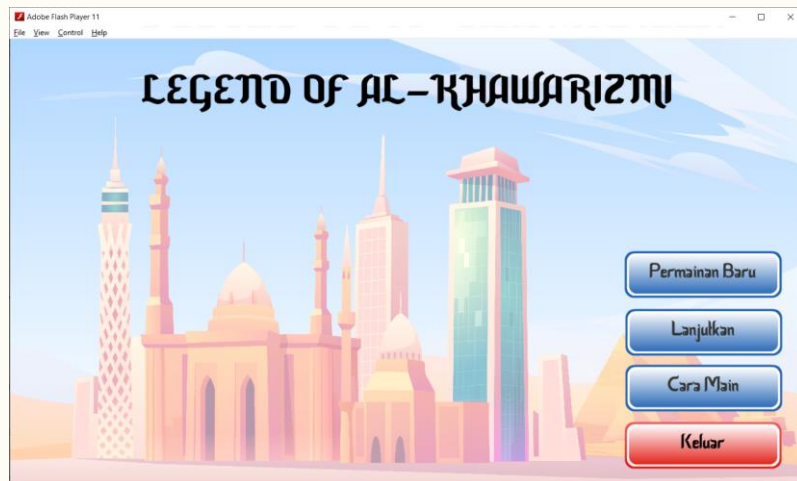 Adobe Flash Player 11
File View Control Help
LEGEND OF AL-KHAWARIZMI
Permainan Baru
Lanjutkan
Cara Main
Keluar